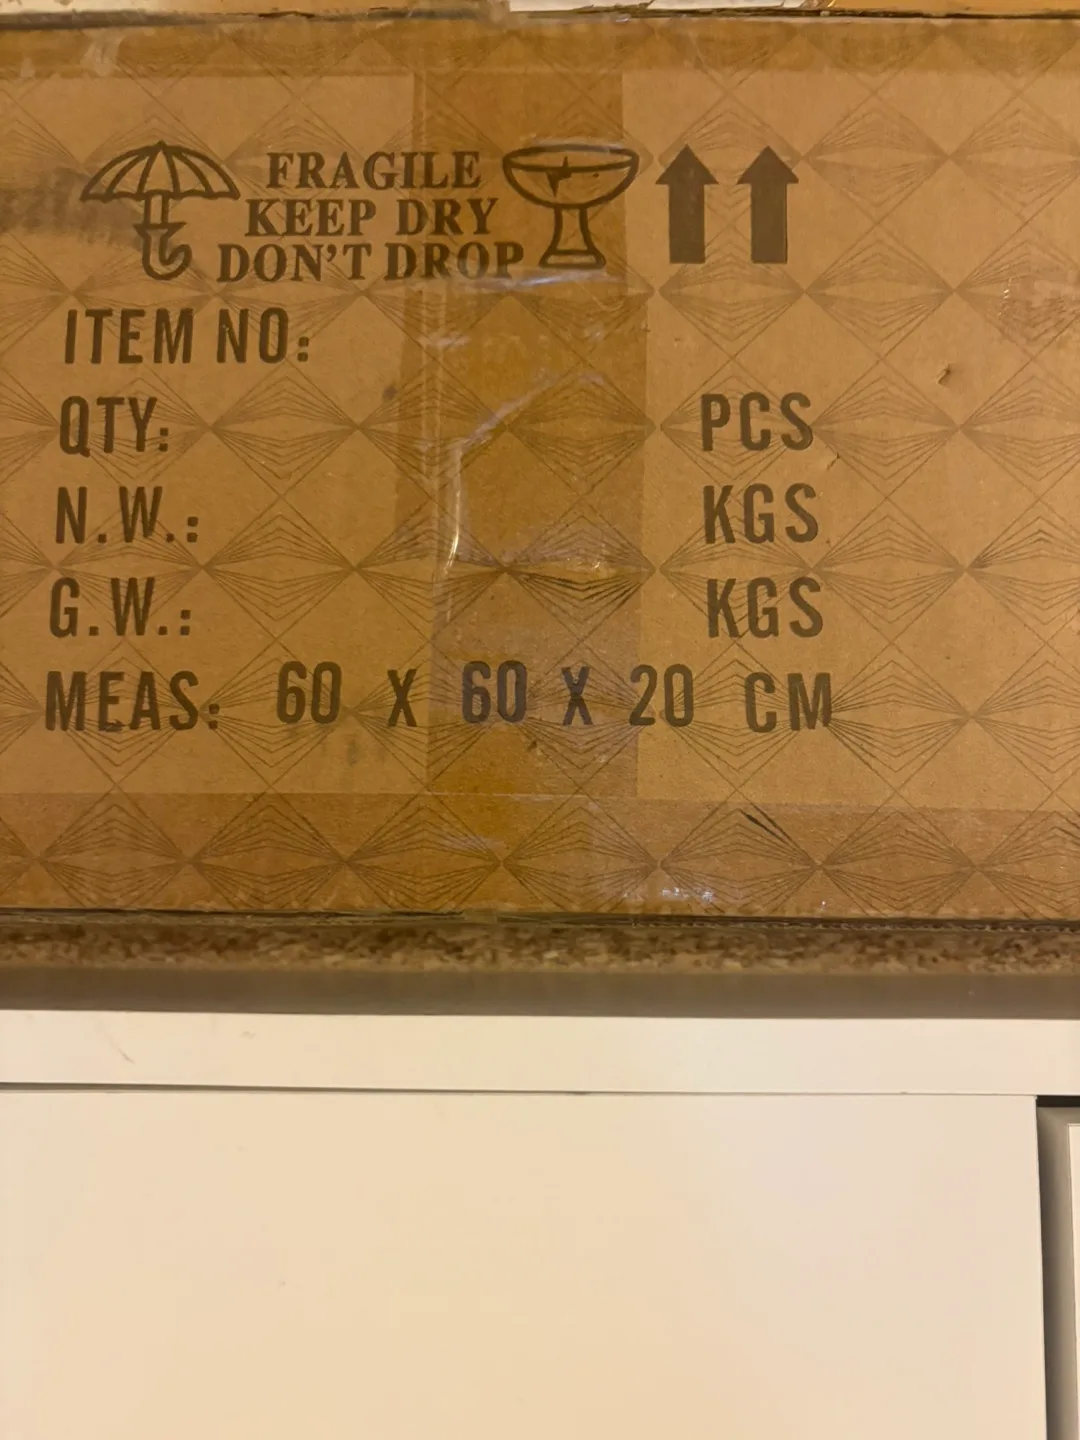 FRAGILE
KEEP DRY
DON'T DROP
ITEM NO:
QTY: PCS
N.W.: KGS
G.W.: KGS
MEAS: 60 X 60 X 20 CM